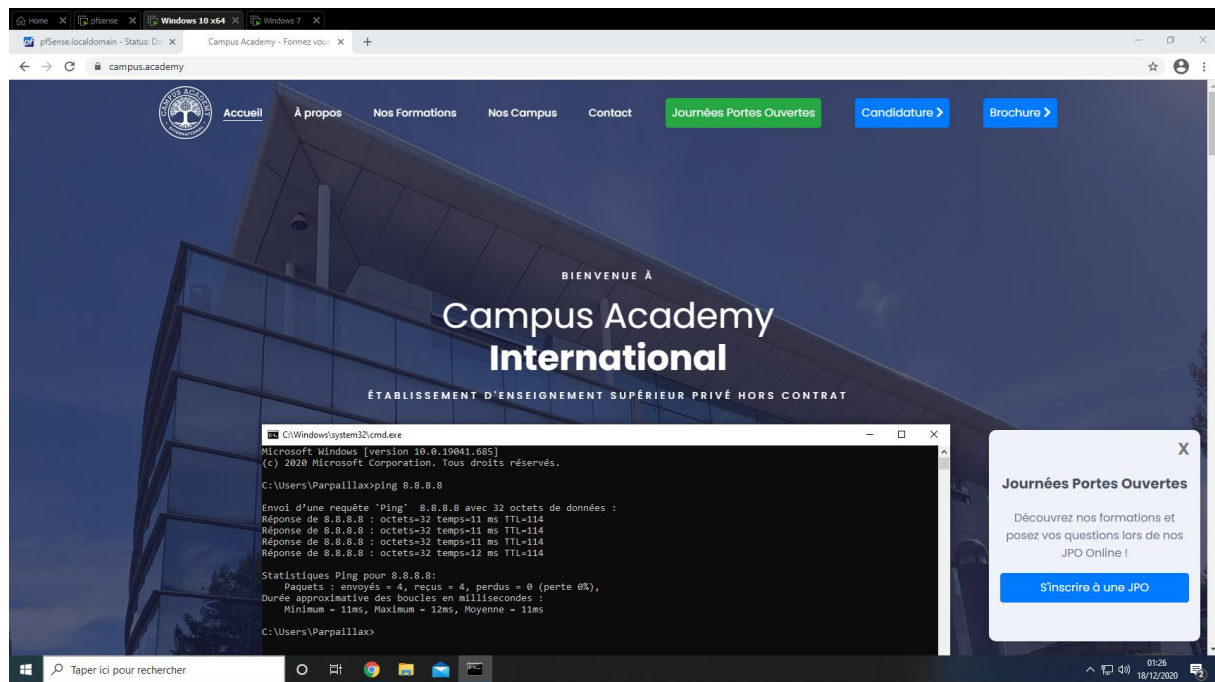 Home X pfsense X Windows 10 x64 X Windows 7 X
pf pfSense.localdomain - Status: Da X Campus Academy - Formez vous X +
campus.academy
CAMPUS ACADEMY INTERNATIONAL
Accueil À propos Nos Formations Nos Campus Contact Journées Portes Ouvertes Candidature Brochure
BIENVENUE À
Campus Academy
International
ÉTABLISSEMENT D'ENSEIGNEMENT SUPÉRIEUR PRIVÉ HORS CONTRAT
C:\Windows\system32\cmd.exe
Microsoft Windows [version 10.0.19041.685]
(c) 2020 Microsoft Corporation. Tous droits réservés.
C:\Users\Parpaillax>ping 8.8.8.8
Envoi d'une requête 'Ping'  8.8.8.8 avec 32 octets de données :
Réponse de 8.8.8.8 : octets=32 temps=11 ms TTL=114
Réponse de 8.8.8.8 : octets=32 temps=11 ms TTL=114
Réponse de 8.8.8.8 : octets=32 temps=11 ms TTL=114
Réponse de 8.8.8.8 : octets=32 temps=12 ms TTL=114
Statistiques Ping pour 8.8.8.8:
Paquets : envoyés = 4, reçus = 4, perdus = 0 (perte 0%),
Durée approximative des boucles en millisecondes :
Minimum = 11ms, Maximum = 12ms, Moyenne = 11ms
C:\Users\Parpaillax>
X
Journées Portes Ouvertes
Découvrez nos formations et
posez vos questions lors de nos
JPO Online !
S'inscrire à une JPO
Taper ici pour rechercher
01:26
18/12/2020
2